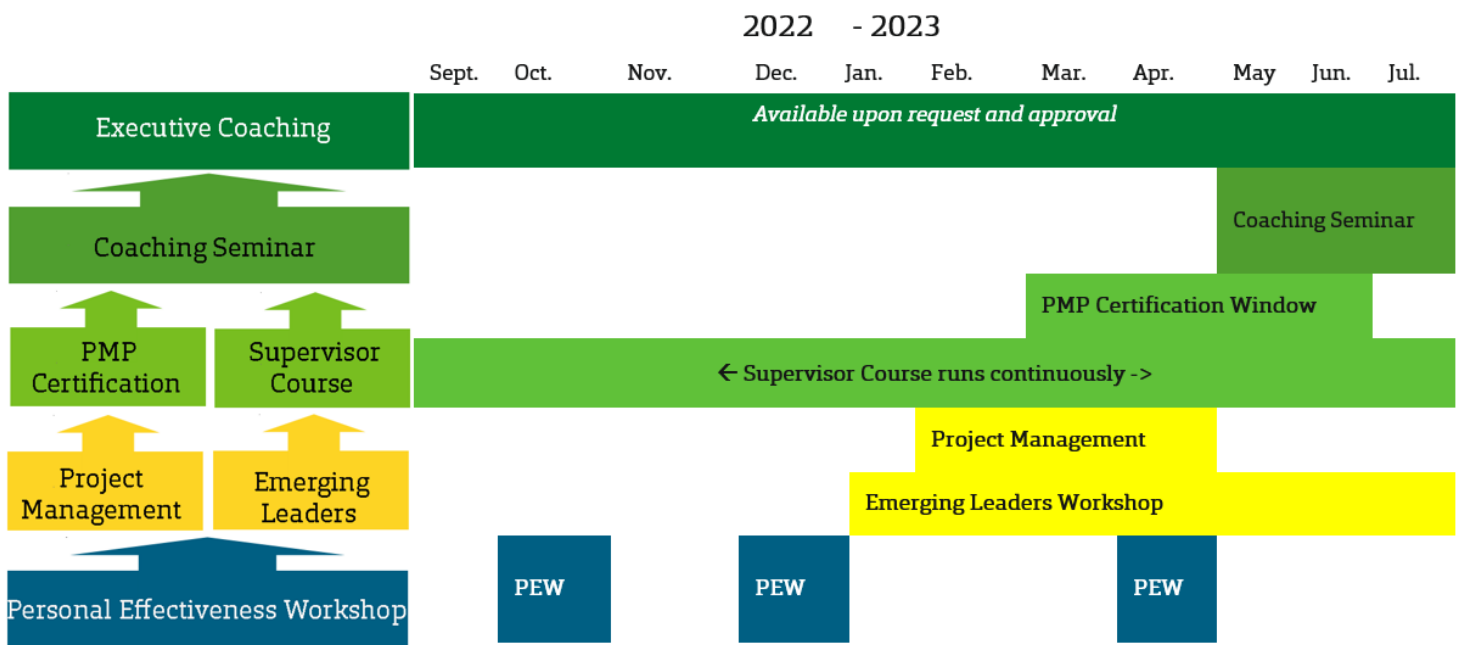 2022 - 2023
Sept. Oct. Nov. Dec. Jan. Feb. Mar. Apr. May Jun. Jul.
Executive Coaching
Available upon request and approval
Coaching Seminar
Coaching Seminar
PMP Certification Window
PMP
Certification
Supervisor
Course
← Supervisor Course runs continuously ->
Project Management
Project
Management
Emerging
Leaders
Emerging Leaders Workshop
Personal Effectiveness Workshop
PEW
PEW
PEW